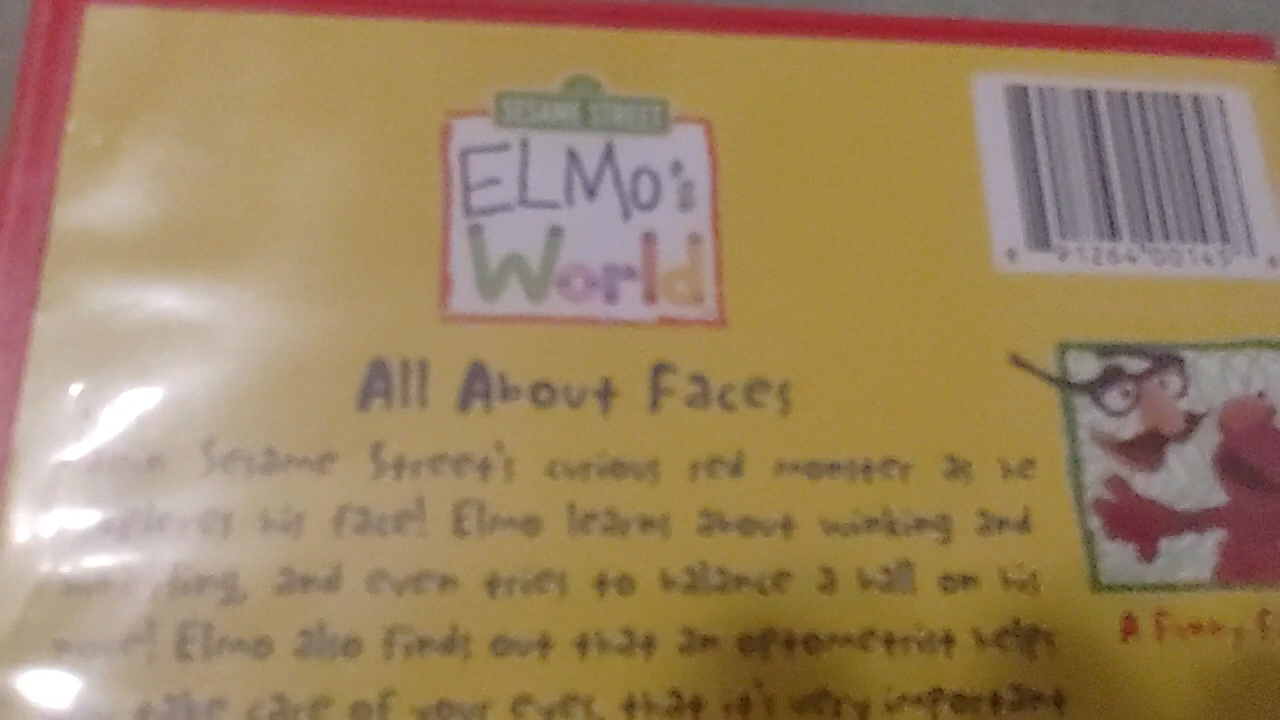 SESAME STREET
ELMO's
World
All About Faces
Sesame Street's curious red monster as he
his face! Elmo learns about winking and
and even tries to balance a ball on his
nose! Elmo also finds out that an optometrist helps
take care of your eyes, that it's very important
A Funny